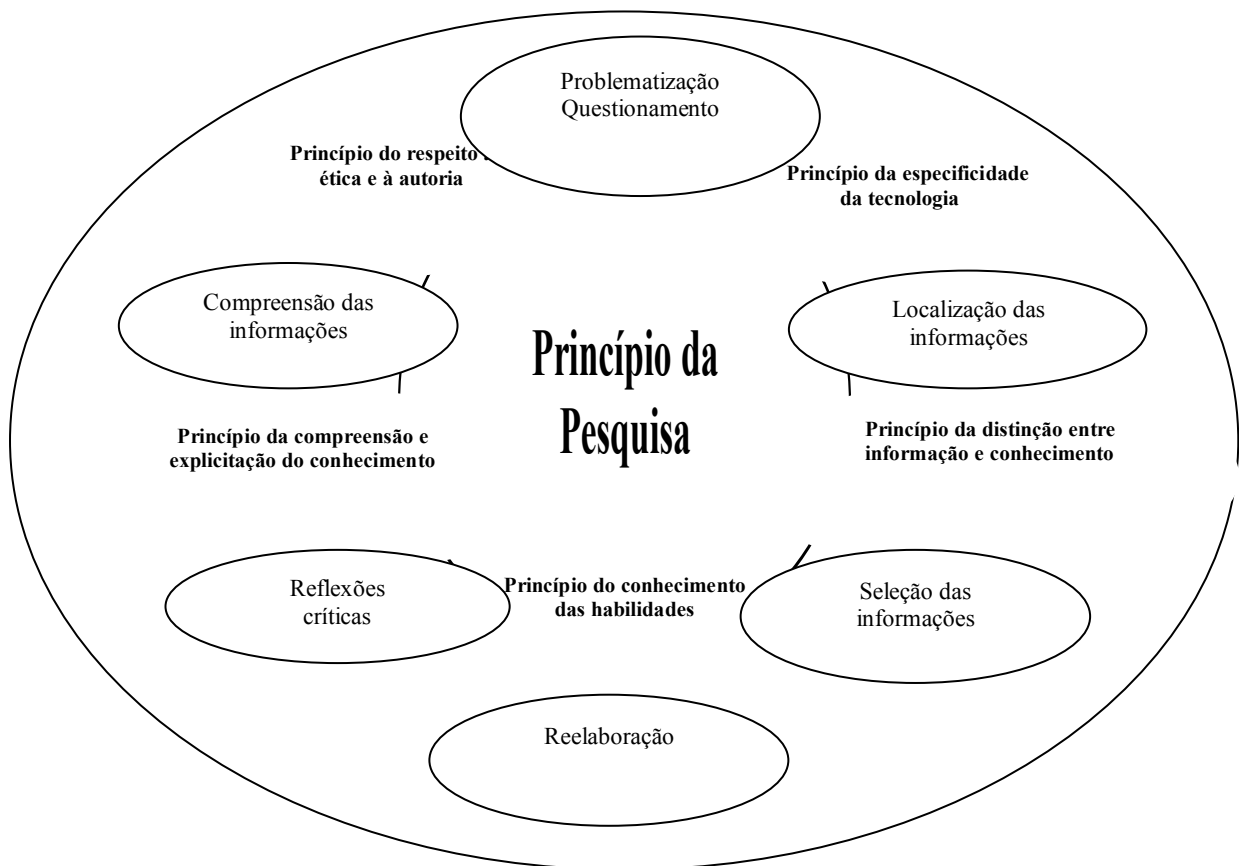 Problematização
Questionamento
Princípio do respeito
ética e à autoria
Princípio da especificidade
da tecnologia
Compreensão das
informações
Localização das
informações
Princípio da
Pesquisa
Princípio da compreensão e
explicitação do conhecimento
Princípio da distinção entre
informação e conhecimento
Reflexões
críticas
Princípio do conhecimento
das habilidades
Seleção das
informações
Reelaboração